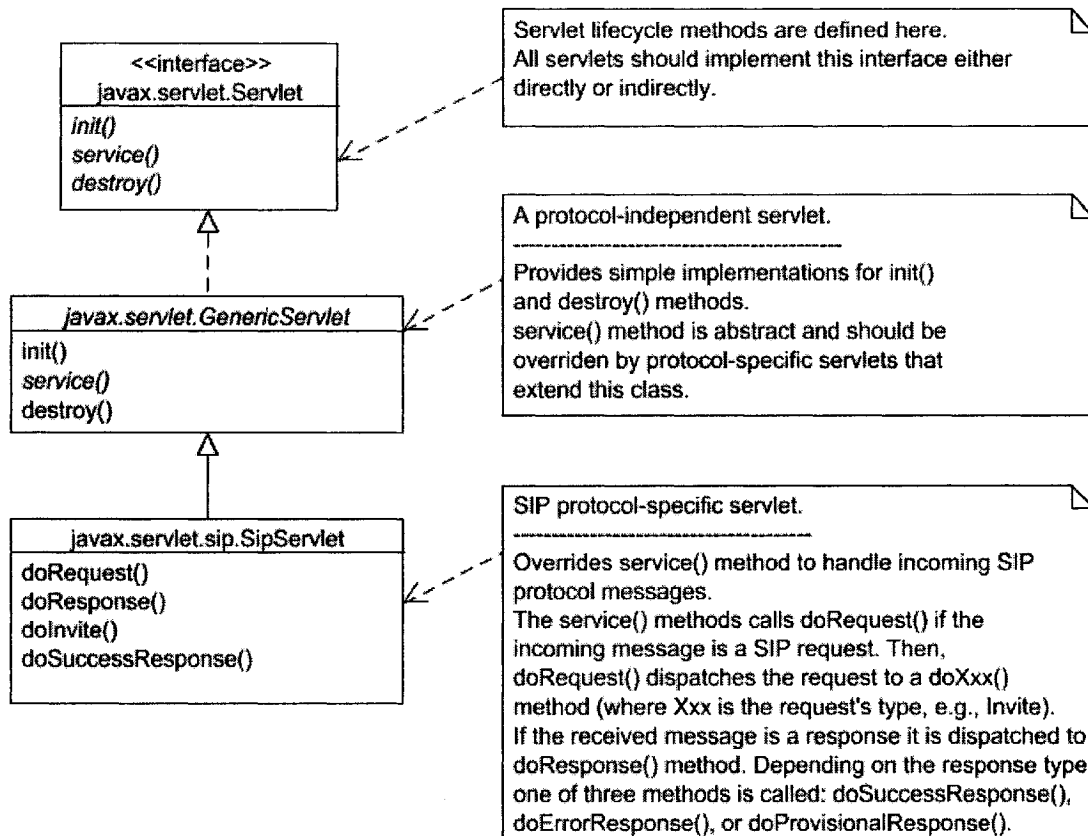 <<interface>>
javax.servlet.Servlet
init()
service()
destroy()
Servlet lifecycle methods are defined here.
All servlets should implement this interface either
directly or indirectly.
javax.servlet.GenericServlet
init()
service()
destroy()
A protocol-independent servlet.
Provides simple implementations for init()
and destroy() methods.
service() method is abstract and should be
overriden by protocol-specific servlets that
extend this class.
javax.servlet.sip.SipServlet
doRequest()
doResponse()
doInvite()
doSuccessResponse()
SIP protocol-specific servlet.
Overrides service() method to handle incoming SIP
protocol messages.
The service() methods calls doRequest() if the
incoming message is a SIP request. Then,
doRequest() dispatches the request to a doXxx()
method (where Xxx is the request's type, e.g., Invite).
If the received message is a response it is dispatched to
doResponse() method. Depending on the response type
one of three methods is called: doSuccessResponse(),
doErrorResponse(), or doProvisionalResponse().